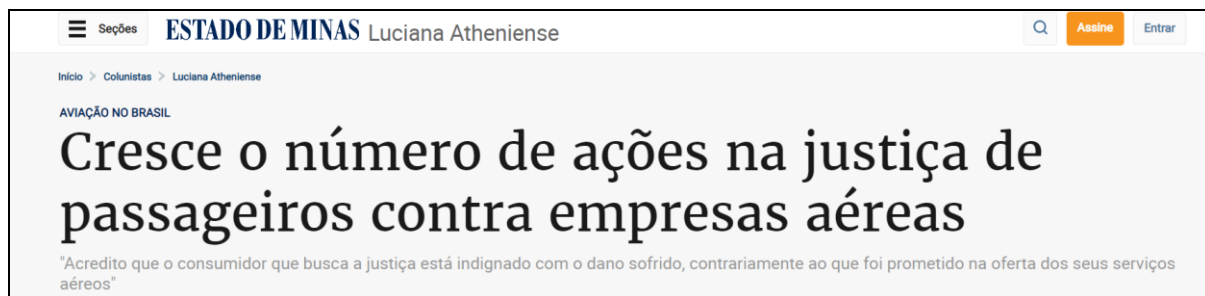 Seções ESTADO DE MINAS Luciana Atheniense Assine Entrar
Início > Colunistas > Luciana Atheniense
AVIAÇÃO NO BRASIL
Cresce o número de ações na justiça de
passageiros contra empresas aéreas
"Acredito que o consumidor que busca a justiça está indignado com o dano sofrido, contrariamente ao que foi prometido na oferta dos seus serviços
aéreos"